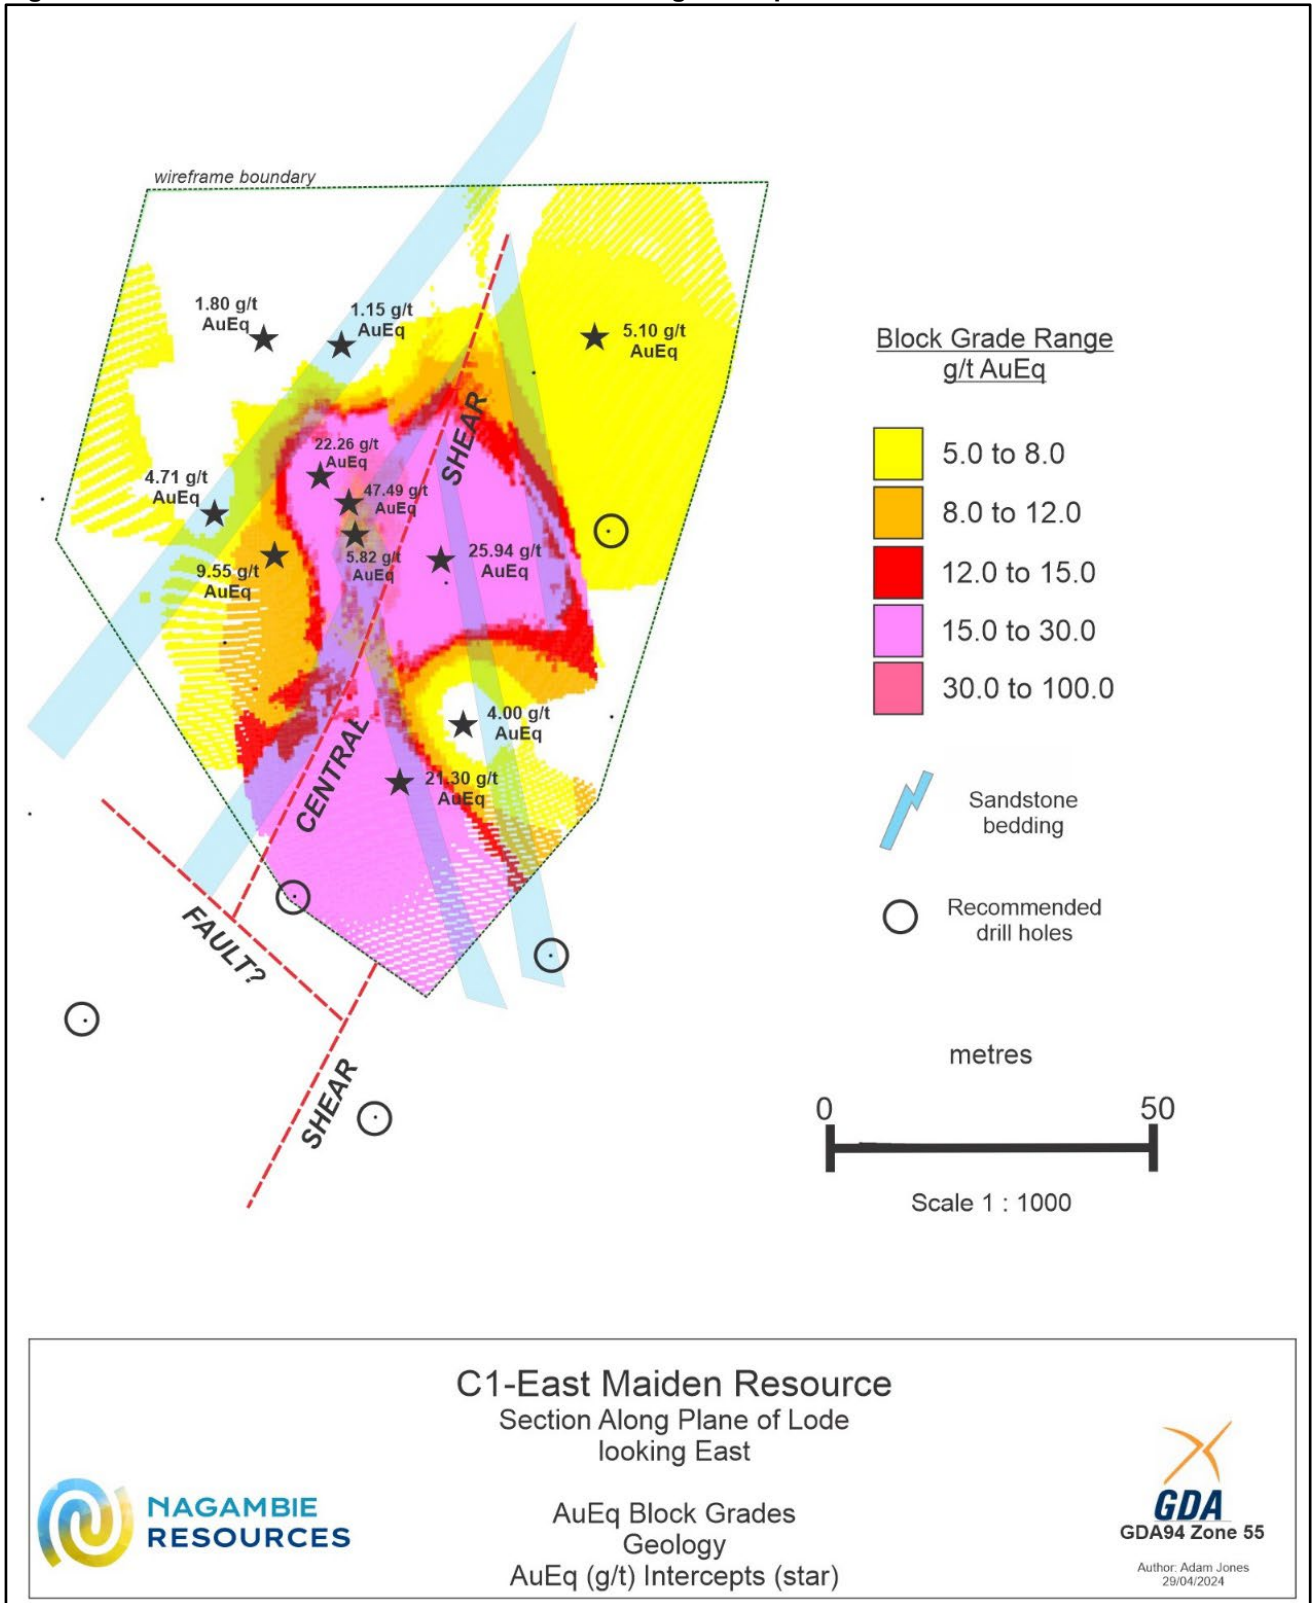 wireframe boundary
1.80 g/t
AuEq
1.15 g/t
AuEq
5.10 g/t
AuEq
SHEAR
22.26 g/t
AuEq
4.71 g/t
AuEq
47.49 g/t
AuEq
5.82 g/t
AuEq
25.94 g/t
AuEq
9.55 g/t
AuEq
4.00 g/t
AuEq
21.30 g/t
AuEq
CENTRAL
FAULT?
SHEAR
Block Grade Range
g/t AuEq
5.0 to 8.0
8.0 to 12.0
12.0 to 15.0
15.0 to 30.0
30.0 to 100.0
Sandstone
bedding
Recommended
drill holes
metres
0 50
Scale 1 : 1000
C1-East Maiden Resource
Section Along Plane of Lode
looking East
AuEq Block Grades
Geology
AuEq (g/t) Intercepts (star)
NAGAMBIE
RESOURCES
GDA
GDA94 Zone 55
Author: Adam Jones
29/04/2024